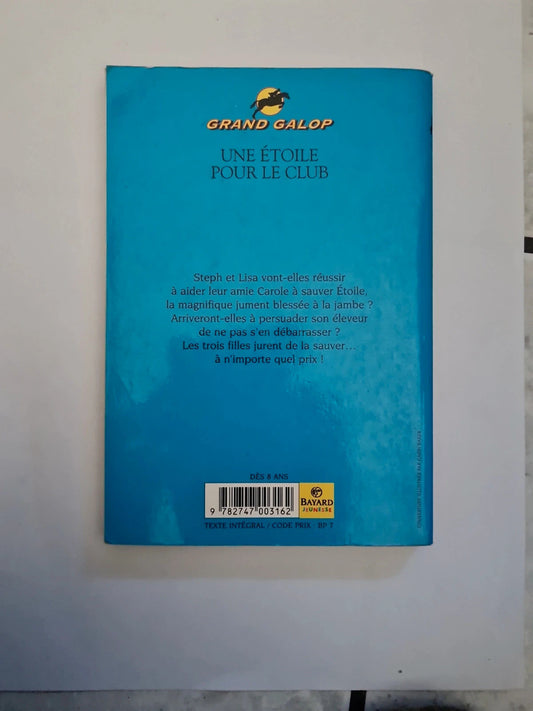 GRAND GALOP
UNE ÉTOILE
POUR LE CLUB
Steph et Lisa vont-elles réussir
à aider leur amie Carole à sauver Étoile,
la magnifique jument blessée à la jambe ?
Arriveront-elles à persuader son éleveur
de ne pas s'en débarrasser ?
Les trois filles jurent de la sauver...
à n'importe quel prix !
DÈS 8 ANS
9 782747 003162
BAYARD
JEUNESSE
TEXTE INTÉGRAL / CODE PRIX : BP 7